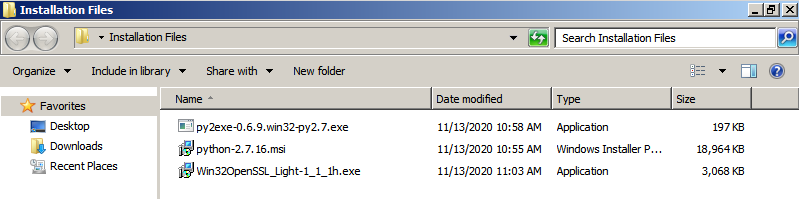 Installation Files
Installation Files
Search Installation Files
Organize Include in library Share with New folder
Favorites
Desktop
Downloads
Recent Places
Name Date modified Type Size
py2exe-0.6.9.win32-py2.7.exe 11/13/2020 10:58 AM Application 197 KB
python-2.7.16.msi 11/13/2020 10:55 AM Windows Installer P... 18,964 KB
Win32OpenSSL_Light-1_1_1h.exe 11/13/2020 11:03 AM Application 3,068 KB